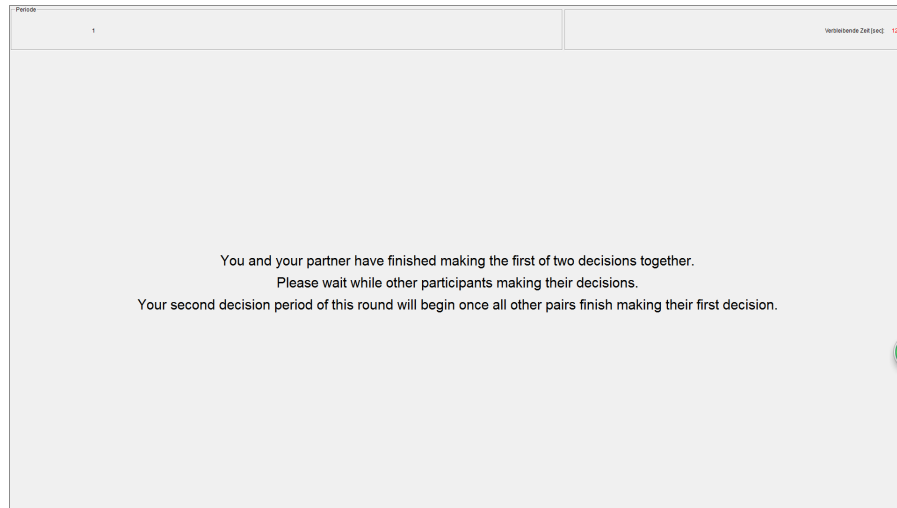 Periode
1
Verbleibende Zeit [sec]: 12
You and your partner have finished making the first of two decisions together.
Please wait while other participants making their decisions.
Your second decision period of this round will begin once all other pairs finish making their first decision.